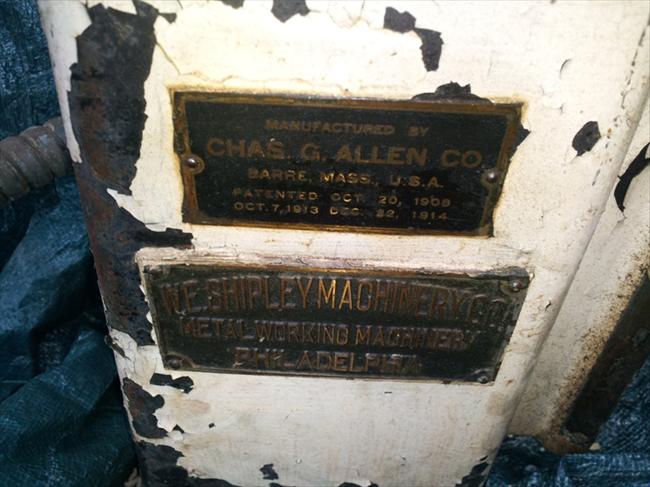 MANUFACTURED BY
CHAS. G. ALLEN CO
BARRE, MASS., U.S.A.
PATENTED OCT. 20, 1908
OCT. 7, 1913 DEC. 22, 1914
W.E. SHIPLEY MACHINERY CO.
METAL WORKING MACHINERY
PHILADELPHIA